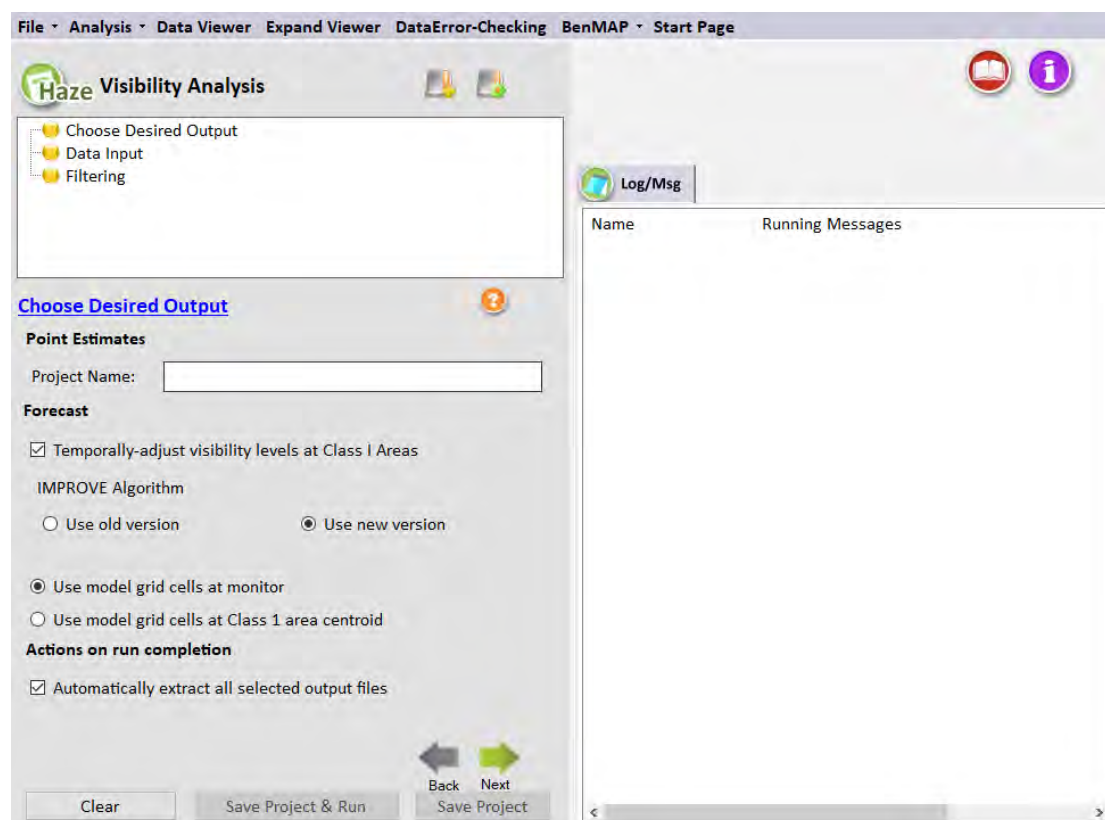 File Analysis Data Viewer Expand Viewer DataError-Checking BenMAP Start Page
Haze Visibility Analysis
Choose Desired Output
Data Input
Filtering
Log/Msg
Name Running Messages
Choose Desired Output
Point Estimates
Project Name:
Forecast
Temporally-adjust visibility levels at Class I Areas
IMPROVE Algorithm
Use old version Use new version
Use model grid cells at monitor
Use model grid cells at Class 1 area centroid
Actions on run completion
Automatically extract all selected output files
Back Next
Clear Save Project & Run Save Project